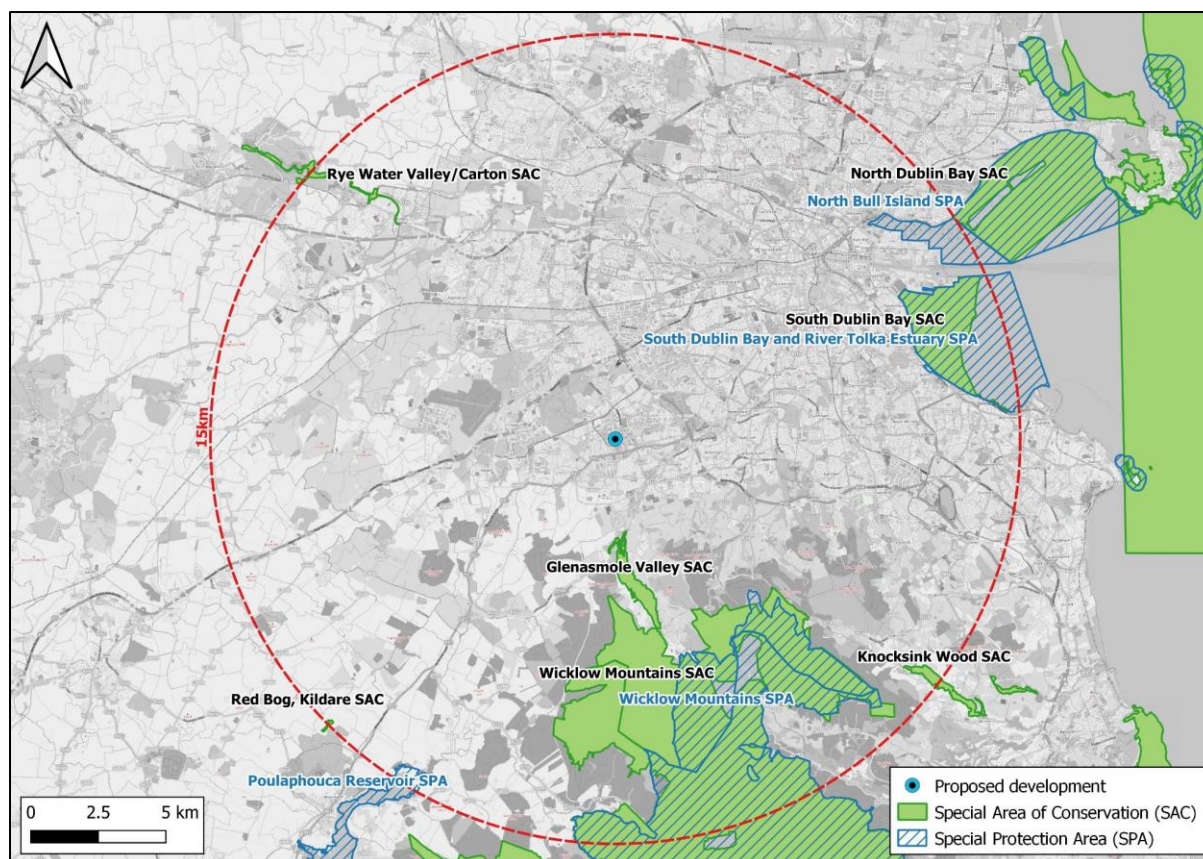 Rye Water Valley/Carton SAC
North Dublin Bay SAC
North Bull Island SPA
South Dublin Bay SAC
South Dublin Bay and River Tolka Estuary SPA
15km
Glenasmole Valley SAC
Knocksink Wood SAC
Wicklow Mountains SAC
Wicklow Mountains SPA
Red Bog, Kildare SAC
Poulaphouca Reservoir SPA
0 2.5 5 km
Proposed development
Special Area of Conservation (SAC)
Special Protection Area (SPA)